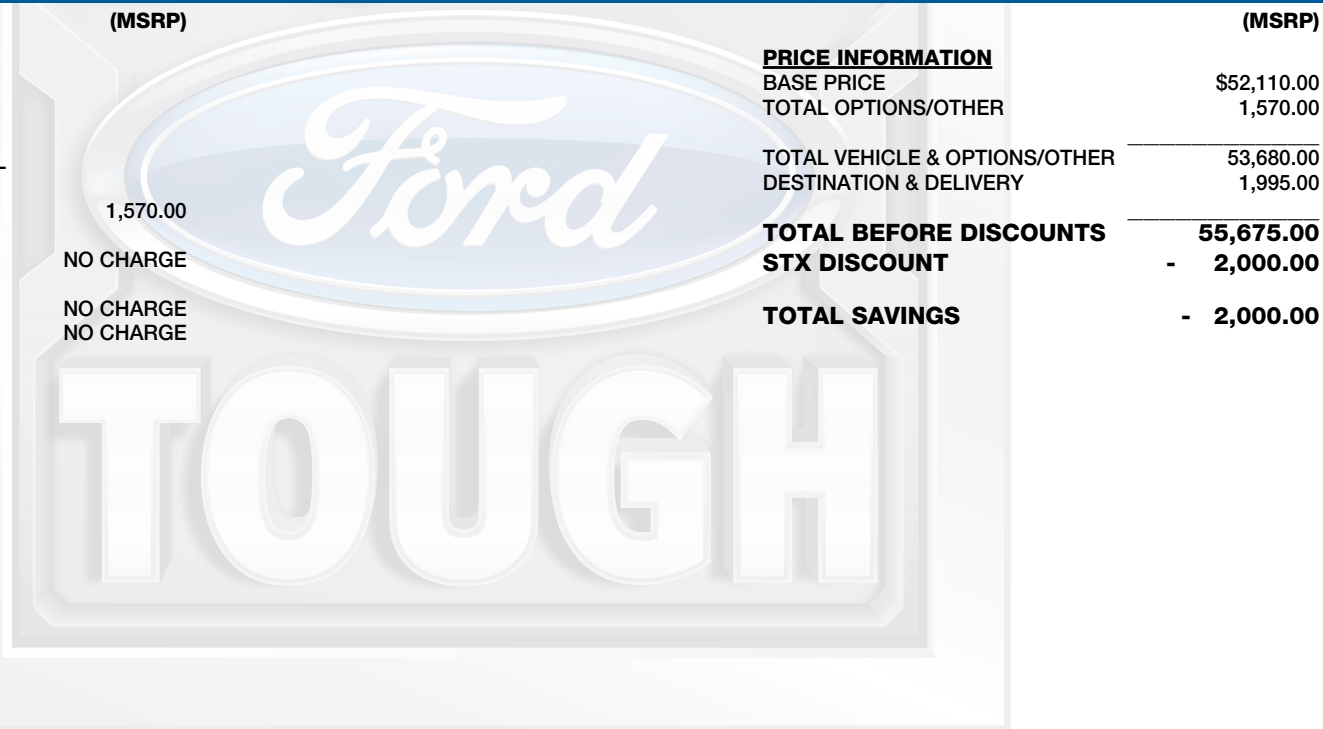 (MSRP)
1,570.00
NO CHARGE
NO CHARGE
NO CHARGE
(MSRP)
PRICE INFORMATION
BASE PRICE $52,110.00
TOTAL OPTIONS/OTHER 1,570.00
TOTAL VEHICLE & OPTIONS/OTHER 53,680.00
DESTINATION & DELIVERY 1,995.00
TOTAL BEFORE DISCOUNTS 55,675.00
STX DISCOUNT - 2,000.00
TOTAL SAVINGS - 2,000.00
Ford
TOUGH